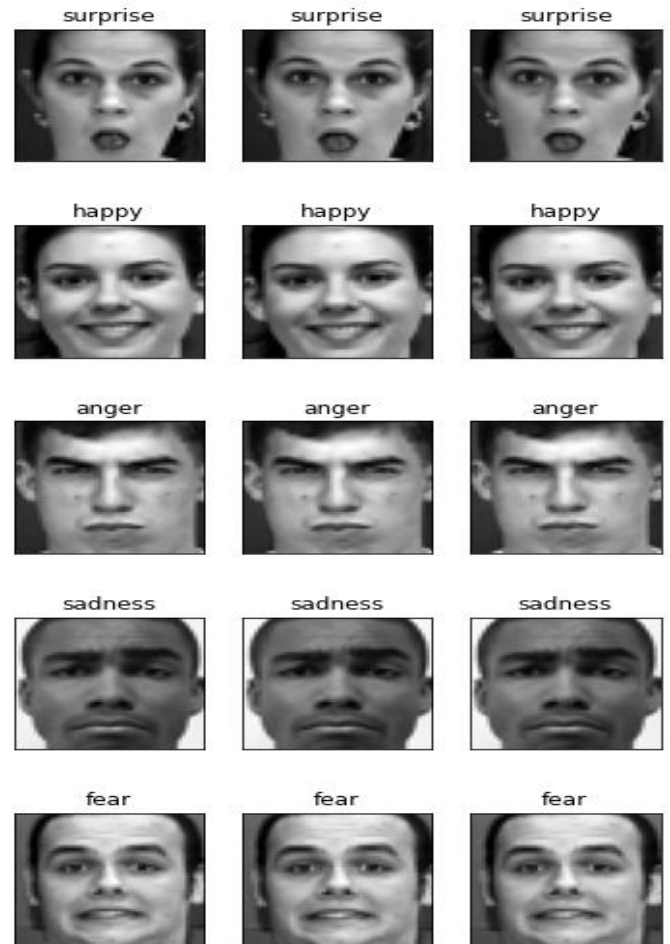 surprise surprise surprise
happy happy happy
anger anger anger
sadness sadness sadness
fear fear fear